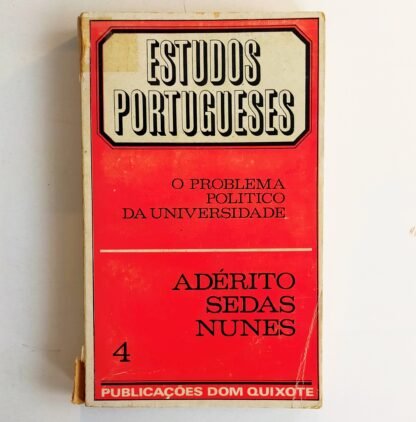 ESTUDOS
PORTUGUESES
O PROBLEMA
POLITICO
DA UNIVERSIDADE
ADÉRITO
SEDAS
NUNES
4
PUBLICAÇÕES DOM QUIXOTE